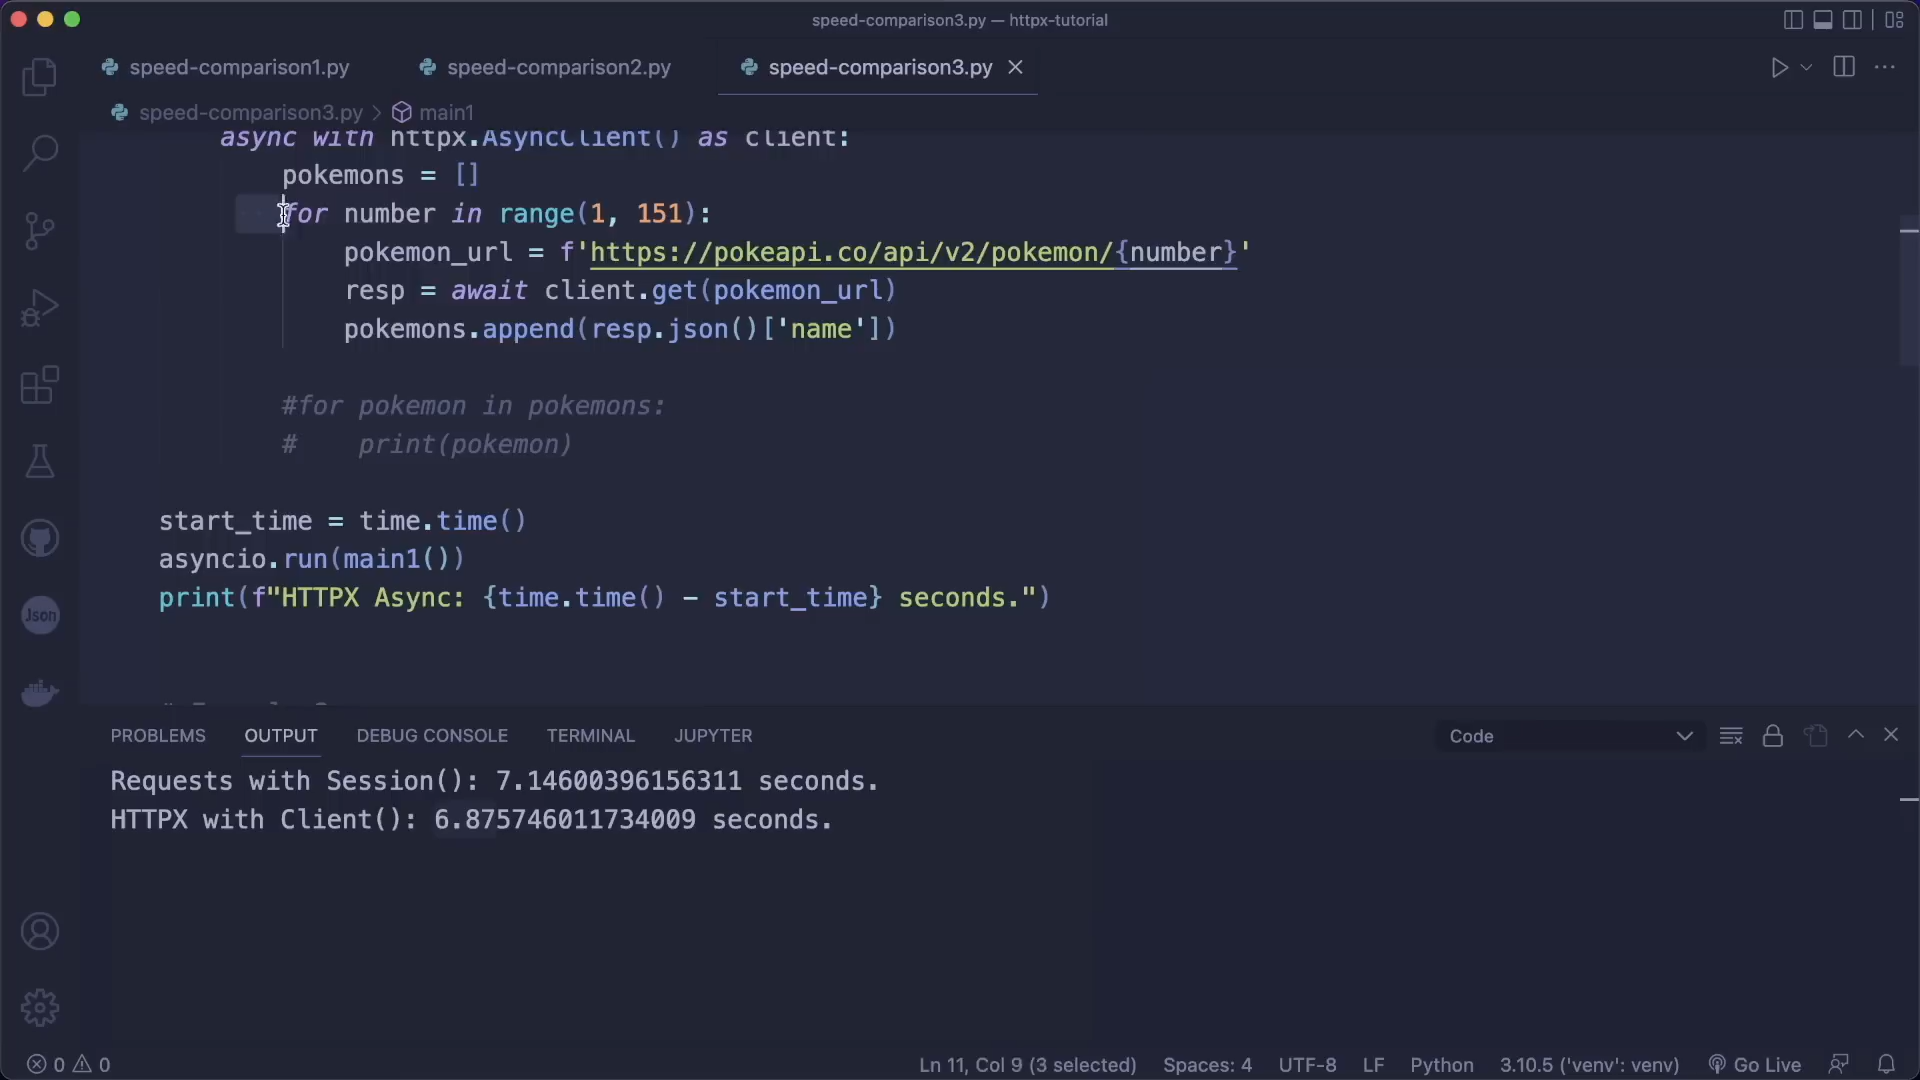 speed-comparison3.py — httpx-tutorial
speed-comparison1.py
speed-comparison2.py
speed-comparison3.py
speed-comparison3.py > main1
async with httpx.AsyncClient() as client:
pokemons = []
for number in range(1, 151):
pokemon_url = f'https://pokeapi.co/api/v2/pokemon/{number}'
resp = await client.get(pokemon_url)
pokemons.append(resp.json()['name'])
#for pokemon in pokemons:
#    print(pokemon)
start_time = time.time()
asyncio.run(main1())
print(f"HTTPX Async: {time.time() - start_time} seconds.")
Json
PROBLEMS OUTPUT DEBUG CONSOLE TERMINAL JUPYTER Code
Requests with Session(): 7.14600396156311 seconds.
HTTPX with Client(): 6.875746011734009 seconds.
0 0 Ln 11, Col 9 (3 selected) Spaces: 4 UTF-8 LF Python 3.10.5 ('venv': venv) Go Live